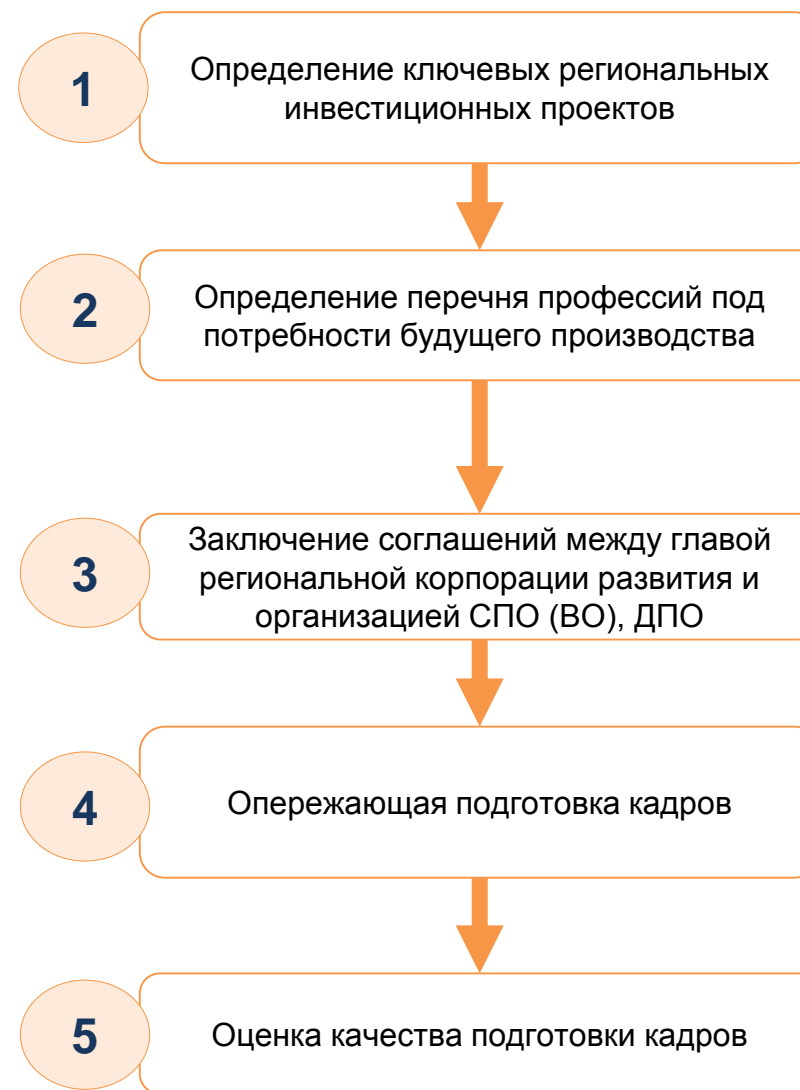 1
Определение ключевых региональных
инвестиционных проектов
2
Определение перечня профессий под
потребности будущего производства
3
Заключение соглашений между главой
региональной корпорации развития и
организацией СПО (ВО), ДПО
4
Опережающая подготовка кадров
5
Оценка качества подготовки кадров